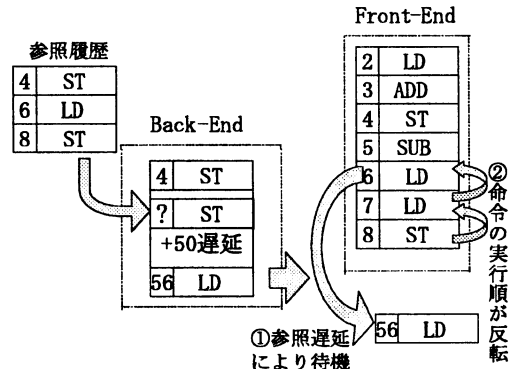 参照履歴
4 ST
6 LD
8 ST
Back-End
4 ST
? ST
+50遅延
56 LD
Front-End
2 LD
3 ADD
4 ST
5 SUB
6 LD
7 LD
8 ST
①参照遅延
により待機
56 LD
②命令の実行順が反転